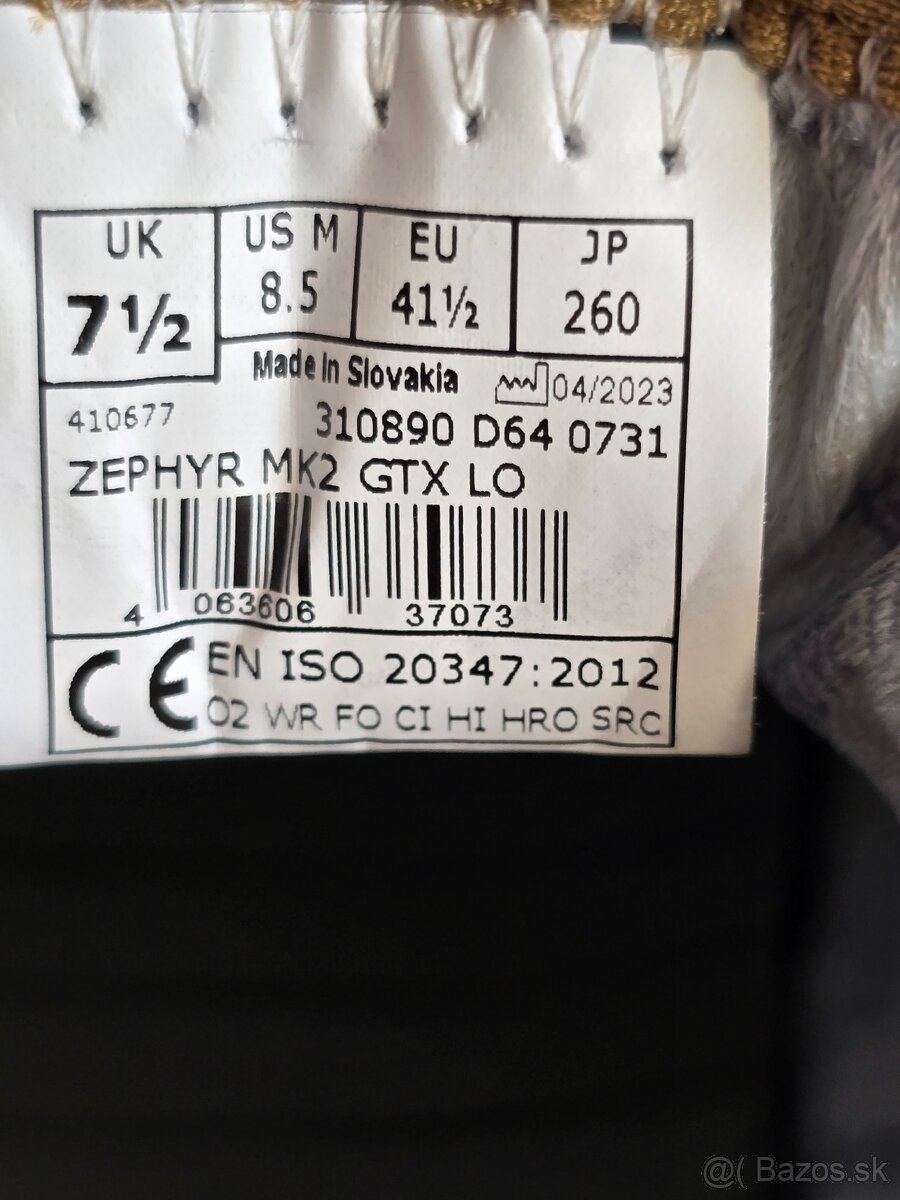 UK US M EU JP
7½ 8.5 41½ 260
Made in Slovakia 04/2023
410677 310890 D64 0731
ZEPHYR MK2 GTX LO
4 063606 37073
CE EN ISO 20347:2012
O2 WR FO CI HI HRO SRC
@( Bazos.sk